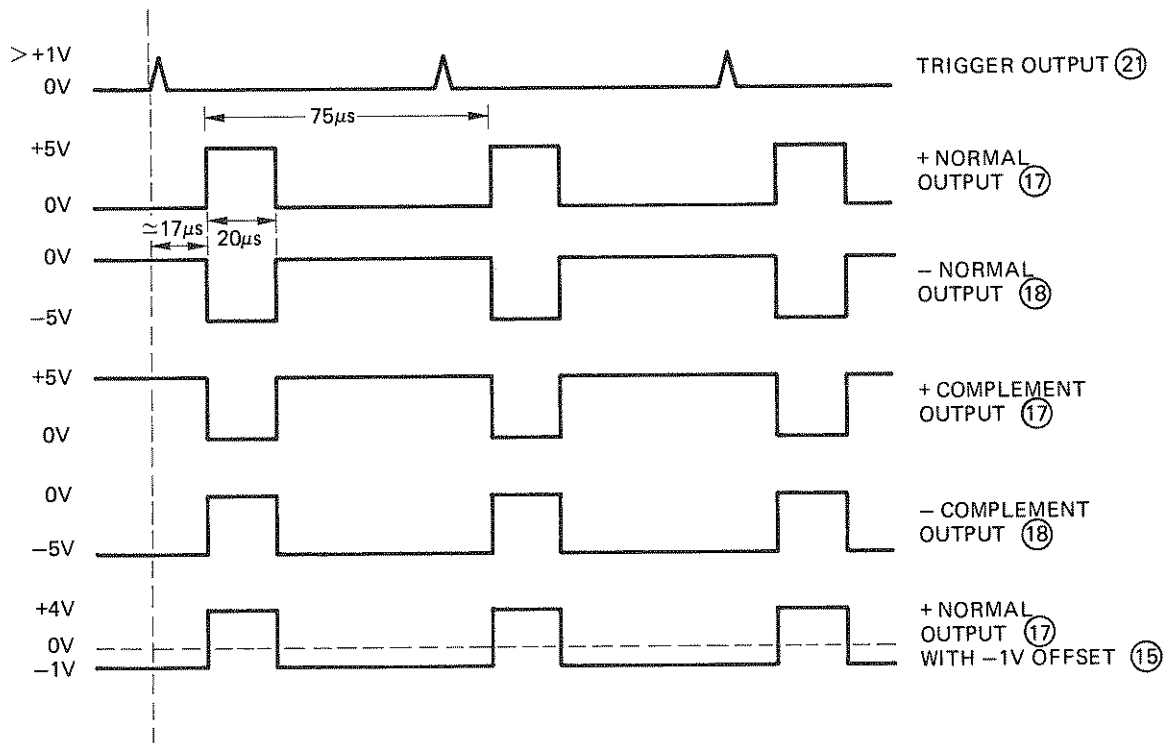 > +1V
0V
TRIGGER OUTPUT 21
75μs
+5V
0V
+ NORMAL
OUTPUT 17
≃17μs
20μs
0V
−5V
− NORMAL
OUTPUT 18
+5V
0V
+ COMPLEMENT
OUTPUT 17
0V
−5V
− COMPLEMENT
OUTPUT 18
+4V
0V
−1V
+ NORMAL
OUTPUT 17
WITH −1V OFFSET 15